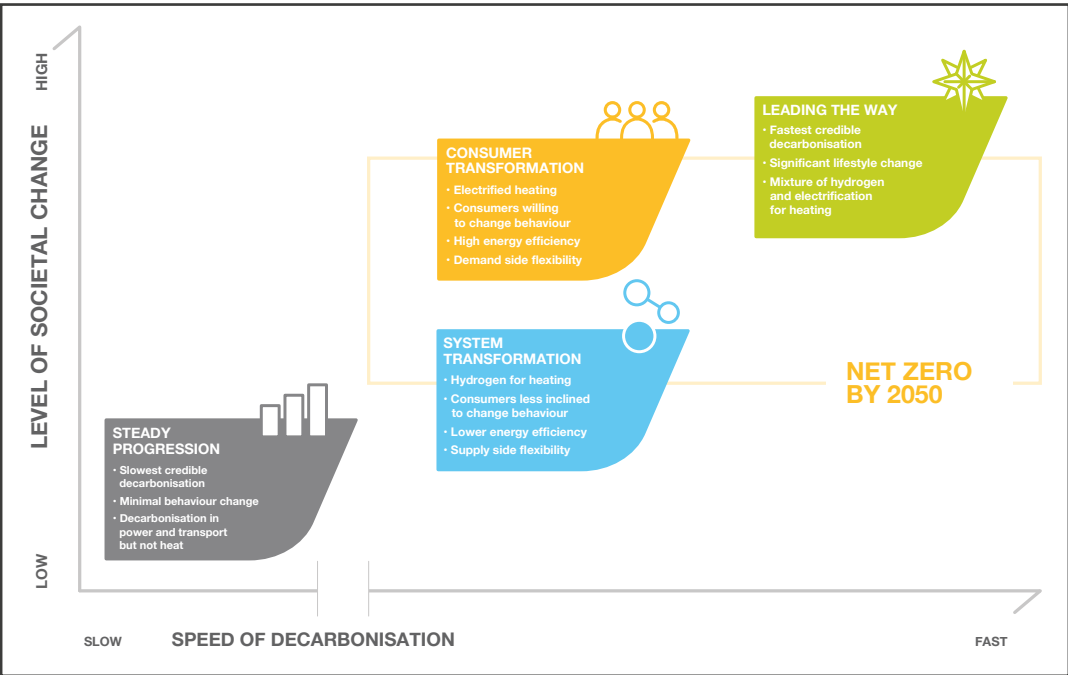 HIGH
LEVEL OF SOCIETAL CHANGE
LOW
LEADING THE WAY
• Fastest credible
decarbonisation
• Significant lifestyle change
• Mixture of hydrogen
and electrification
for heating
CONSUMER
TRANSFORMATION
• Electrified heating
• Consumers willing
to change behaviour
• High energy efficiency
• Demand side flexibility
SYSTEM
TRANSFORMATION
• Hydrogen for heating
• Consumers less inclined
to change behaviour
• Lower energy efficiency
• Supply side flexibility
NET ZERO
BY 2050
STEADY
PROGRESSION
• Slowest credible
decarbonisation
• Minimal behaviour change
• Decarbonisation in
power and transport
but not heat
SLOW
SPEED OF DECARBONISATION
FAST